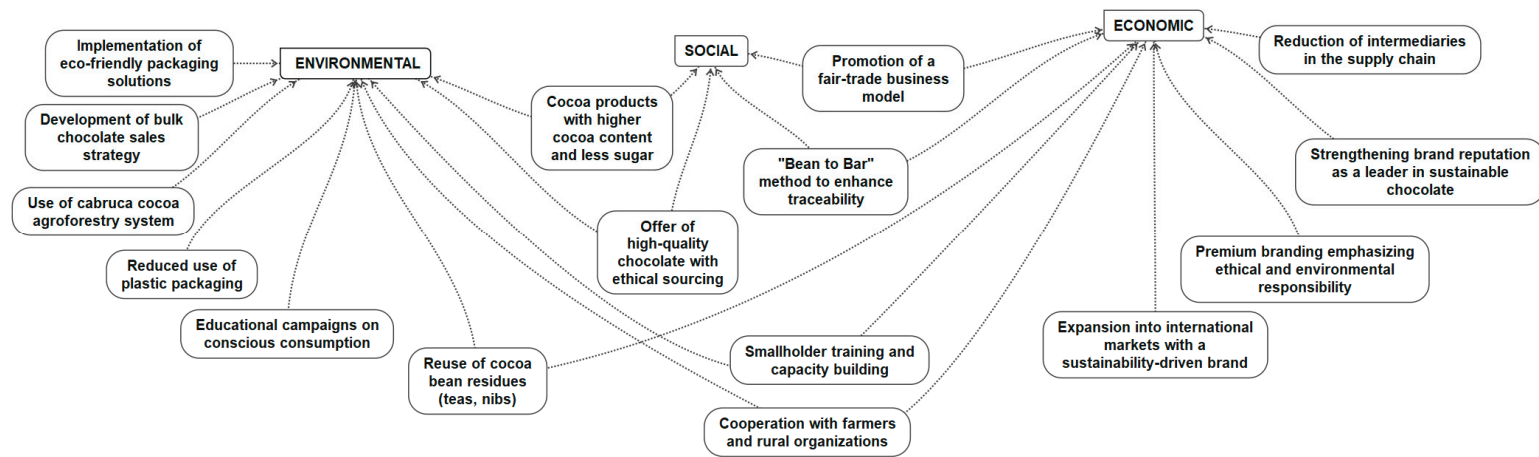 ECONOMIC
Implementation of
eco-friendly packaging
solutions
ENVIRONMENTAL
SOCIAL
Promotion of a
fair-trade business
model
Reduction of intermediaries
in the supply chain
Development of bulk
chocolate sales
strategy
Cocoa products
with higher
cocoa content
and less sugar
"Bean to Bar"
method to enhance
traceability
Strengthening brand reputation
as a leader in sustainable
chocolate
Use of cabruca cocoa
agroforestry system
Offer of
high-quality
chocolate with
ethical sourcing
Reduced use of
plastic packaging
Premium branding emphasizing
ethical and environmental
responsibility
Educational campaigns on
conscious consumption
Reuse of cocoa
bean residues
(teas, nibs)
Smallholder training and
capacity building
Expansion into international
markets with a
sustainability-driven brand
Cooperation with farmers
and rural organizations